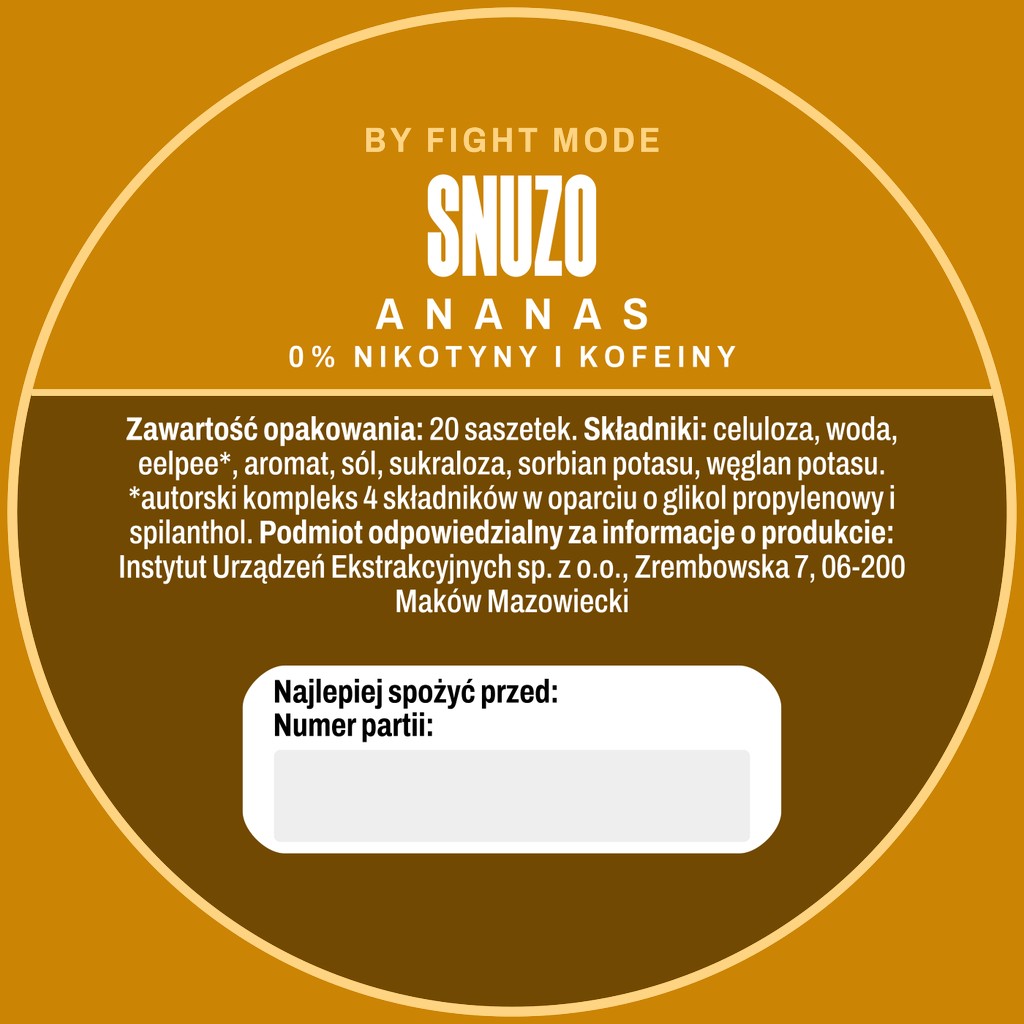 BY FIGHT MODE
SNUZO
ANANAS
0% NIKOTYNY I KOFEINY
Zawartość opakowania: 20 saszetek. Składniki: celuloza, woda,
eelpee*, aromat, sól, sukraloza, sorbian potasu, węglan potasu.
*autorski kompleks 4 składników w oparciu o glikol propylenowy i
spilanthol. Podmiot odpowiedzialny za informacje o produkcie:
Instytut Urządzeń Ekstrakcyjnych sp. z o.o., Zrembowska 7, 06-200
Maków Mazowiecki
Najlepiej spożyć przed:
Numer partii: